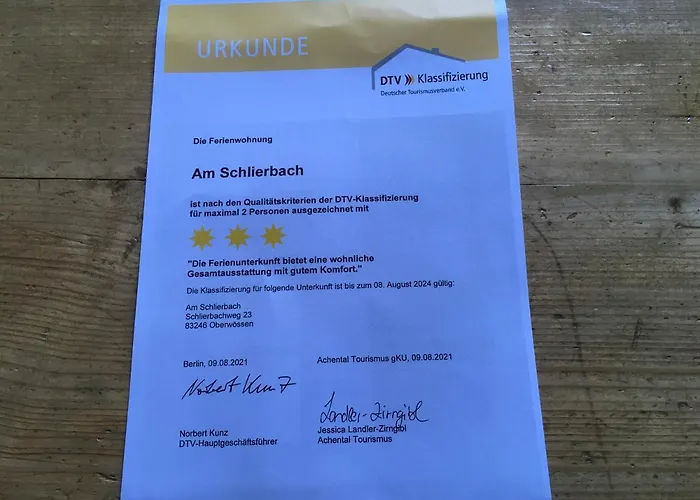 URKUNDE
DTV Klassifizierung
Deutscher Tourismusverband e.V.
Die Ferienwohnung
Am Schlierbach
ist nach den Qualitätskriterien der DTV-Klassifizierung
für maximal 2 Personen ausgezeichnet mit
"Die Ferienunterkunft bietet eine wohnliche
Gesamtausstattung mit gutem Komfort."
Die Klassifizierung für folgende Unterkunft ist bis zum 08. August 2024 gültig:
Am Schlierbach
Schlierbachweg 23
83246 Oberwössen
Berlin, 09.08.2021
Achental Tourismus gKU, 09.08.2021
Norbert Kunz
Landler-Zirngibl
Norbert Kunz
DTV-Hauptgeschäftsführer
Jessica Landler-Zirngibl
Achental Tourismus